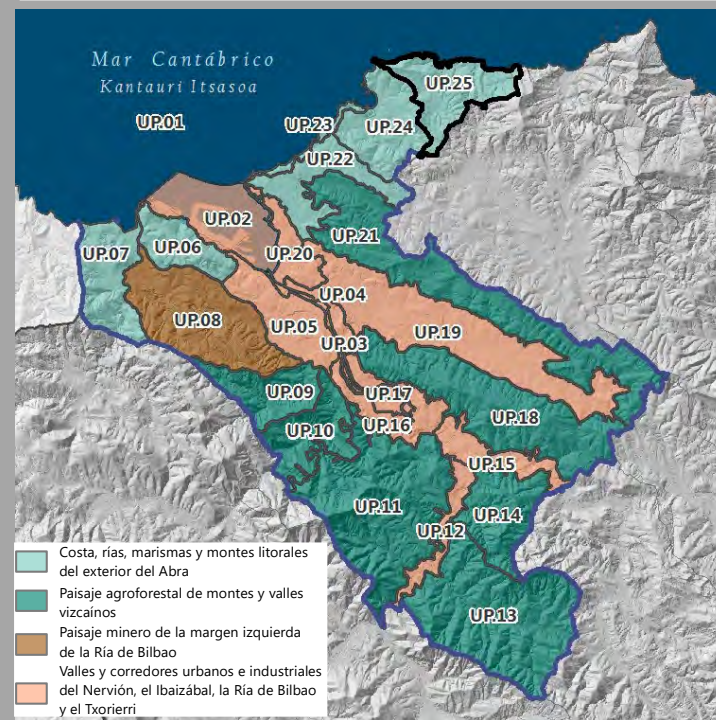 Mar Cantábrico
Kantauri Itsasoa
UP.25
UP.01
UP.23
UP.24
UP.22
UP.02
UP.07
UP.06
UP.21
UP.20
UP.04
UP.08
UP.05
UP.19
UP.03
UP.09
UP.17
UP.18
UP.10
UP.16
UP.15
UP.11
UP.14
UP.12
UP.13
Costa, rías, marismas y montes litorales
del exterior del Abra
Paisaje agroforestal de montes y valles
vizcaínos
Paisaje minero de la margen izquierda
de la Ría de Bilbao
Valles y corredores urbanos e industriales
del Nervión, el Ibaizábal, la Ría de Bilbao
y el Txorierri